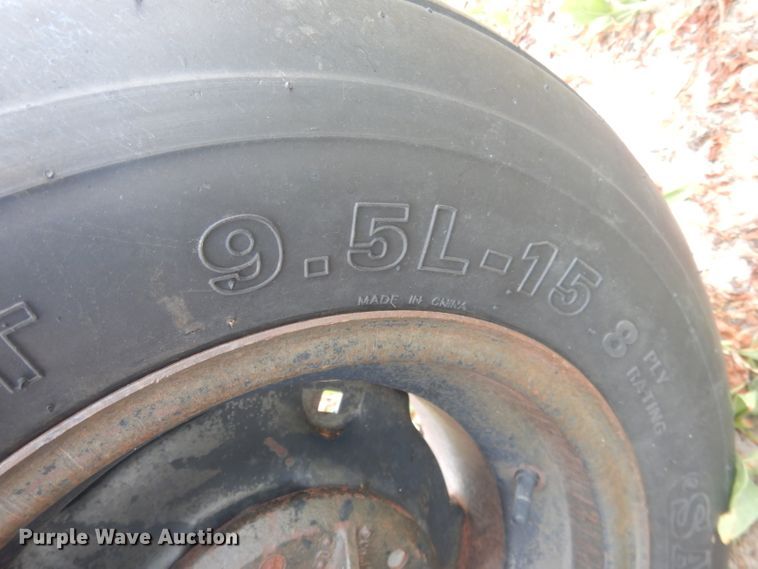 9.5L-15
MADE IN CHINA
8 PLY
RATING
Purple Wave Auction